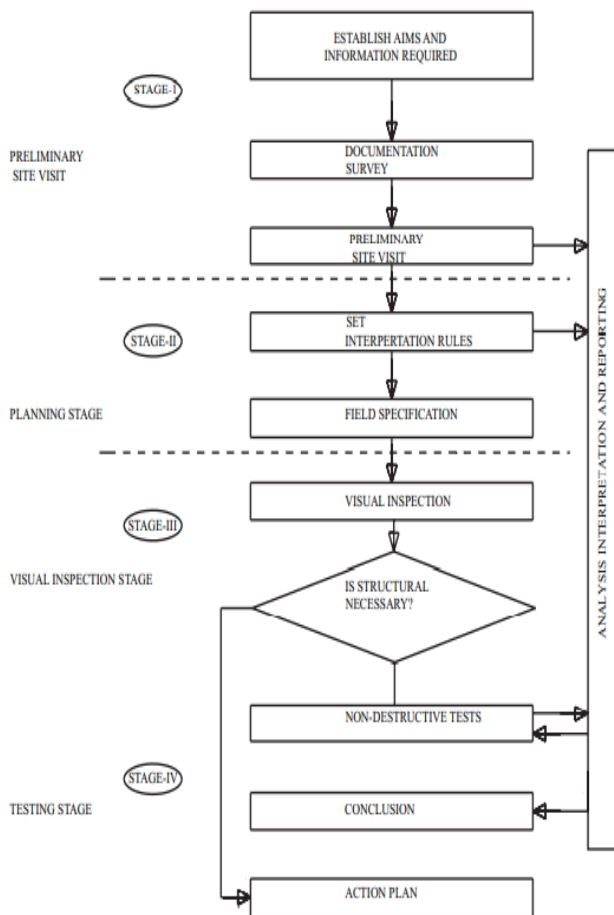 ESTABLISH AIMS AND
INFORMATION REQUIRED
STAGE-I
PRELIMINARY
SITE VISIT
DOCUMENTATION
SURVEY
PRELIMINARY
SITE VISIT
SET
INTERPERTATION RULES
STAGE-II
PLANNING STAGE
FIELD SPECIFICATION
VISUAL INSPECTION
STAGE-III
VISUAL INSPECTION STAGE
IS STRUCTURAL
NECESSARY?
NON-DESTRUCTIVE TESTS
STAGE-IV
TESTING STAGE
CONCLUSION
ACTION PLAN
ANALYSIS INTERPRETATION AND REPORTING